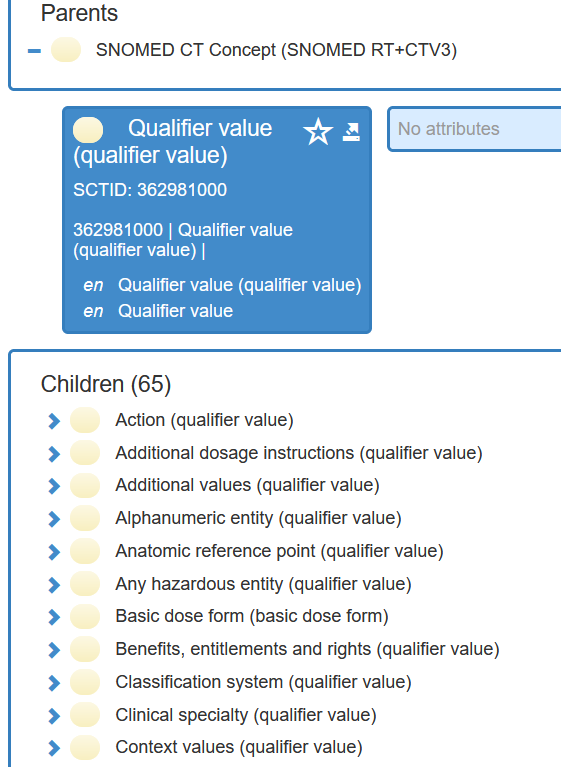 Parents
SNOMED CT Concept (SNOMED RT+CTV3)
Qualifier value
(qualifier value)
No attributes
SCTID: 362981000
362981000 | Qualifier value
(qualifier value) |
en Qualifier value (qualifier value)
en Qualifier value
Children (65)
Action (qualifier value)
Additional dosage instructions (qualifier value)
Additional values (qualifier value)
Alphanumeric entity (qualifier value)
Anatomic reference point (qualifier value)
Any hazardous entity (qualifier value)
Basic dose form (basic dose form)
Benefits, entitlements and rights (qualifier value)
Classification system (qualifier value)
Clinical specialty (qualifier value)
Context values (qualifier value)